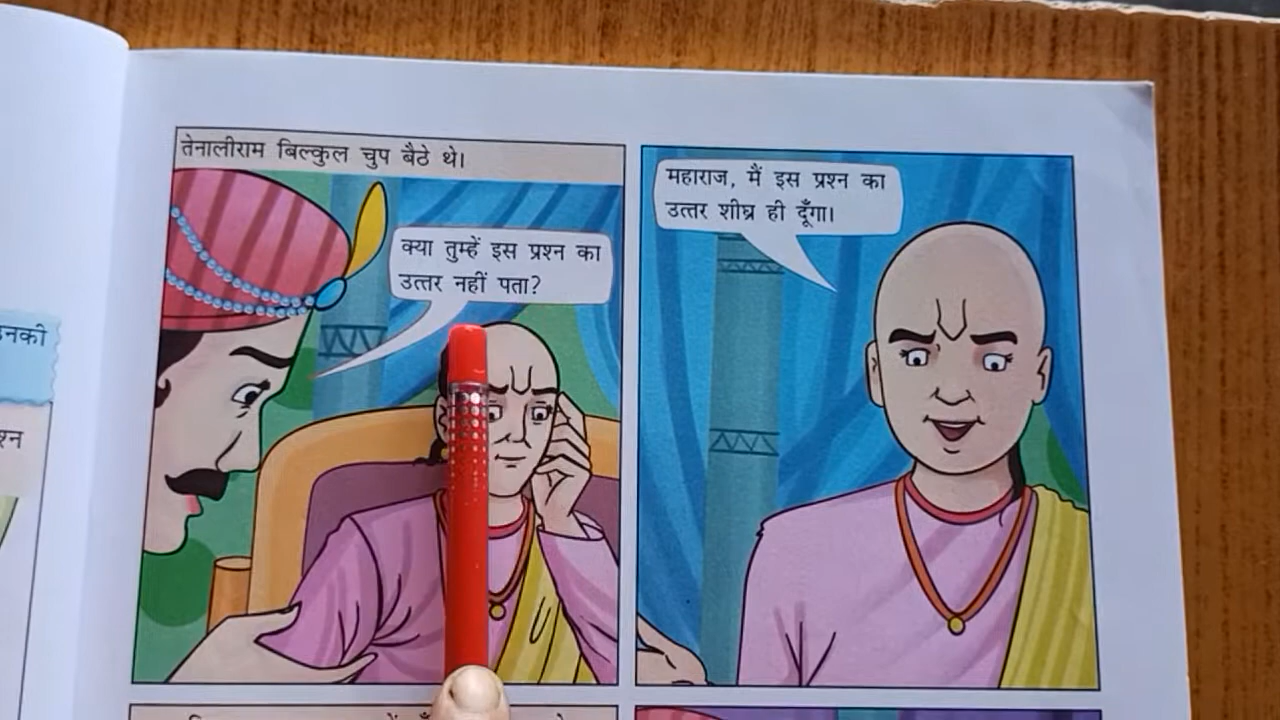 तेनालीराम बिल्कुल चुप बैठे थे।
क्या तुम्हें इस प्रश्न का
उत्तर नहीं पता?
महाराज, मैं इस प्रश्न का
उत्तर शीघ्र ही दूँगा।